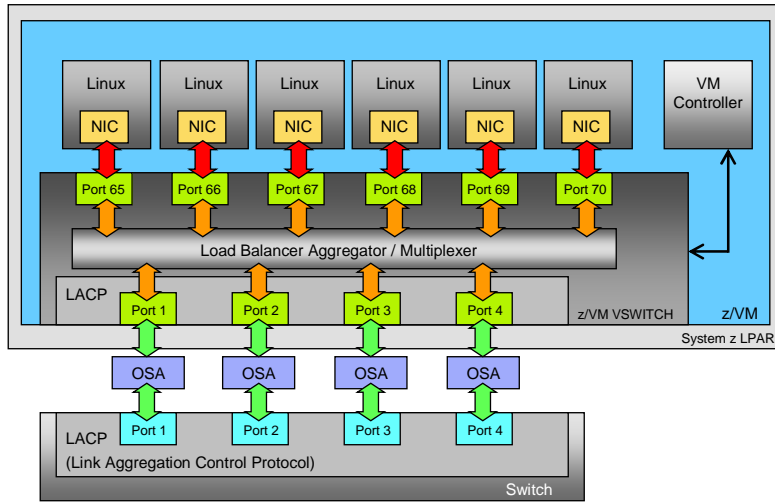 Linux Linux Linux Linux Linux Linux
VM
Controller
NIC NIC NIC NIC NIC NIC
Port 65 Port 66 Port 67 Port 68 Port 69 Port 70
Load Balancer Aggregator / Multiplexer
LACP
Port 1 Port 2 Port 3 Port 4
z/VM VSWITCH
z/VM
System z LPAR
OSA OSA OSA OSA
Port 1 Port 2 Port 3 Port 4
LACP
(Link Aggregation Control Protocol)
Switch